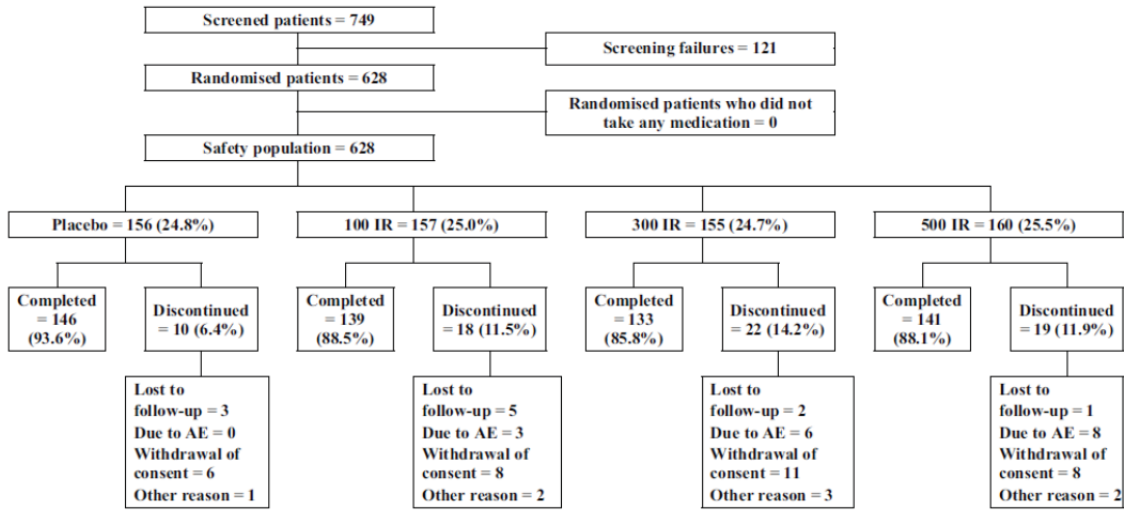 Screened patients = 749
Screening failures = 121
Randomised patients = 628
Randomised patients who did not
take any medication = 0
Safety population = 628
Placebo = 156 (24.8%)
100 IR = 157 (25.0%)
300 IR = 155 (24.7%)
500 IR = 160 (25.5%)
Completed
= 146
(93.6%)
Discontinued
= 10 (6.4%)
Completed
= 139
(88.5%)
Discontinued
= 18 (11.5%)
Completed
= 133
(85.8%)
Discontinued
= 22 (14.2%)
Completed
= 141
(88.1%)
Discontinued
= 19 (11.9%)
Lost to
follow-up = 3
Due to AE = 0
Withdrawal of
consent = 6
Other reason = 1
Lost to
follow-up = 5
Due to AE = 3
Withdrawal of
consent = 8
Other reason = 2
Lost to
follow-up = 2
Due to AE = 6
Withdrawal of
consent = 11
Other reason = 3
Lost to
follow-up = 1
Due to AE = 8
Withdrawal of
consent = 8
Other reason = 2